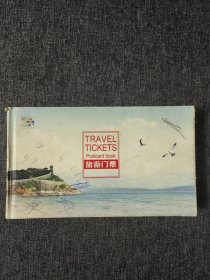 TRAVEL
TICKETS
Postcard book
旅游门票